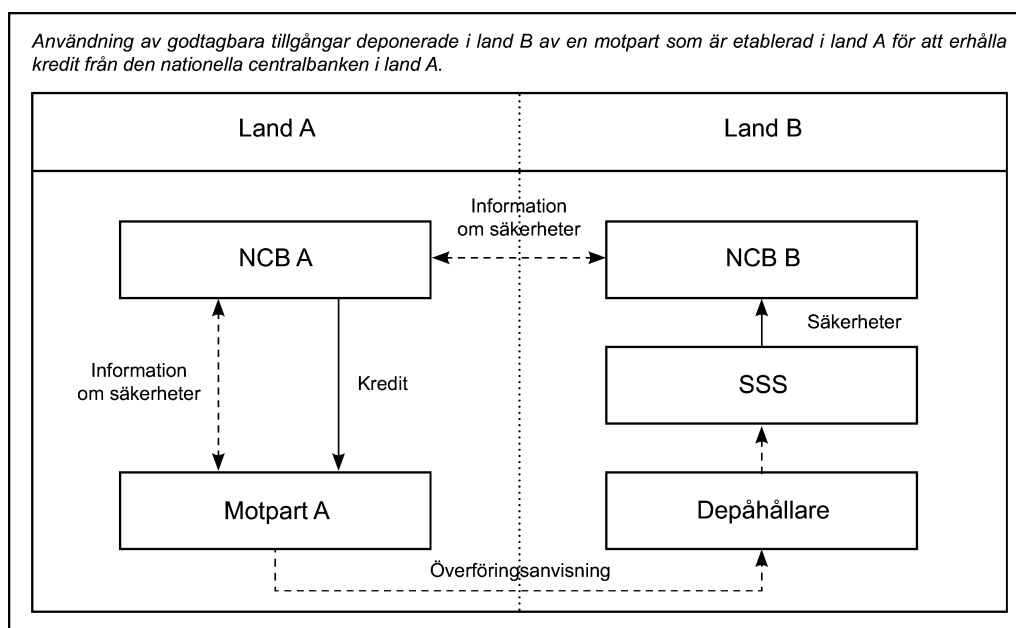 Användning av godtagbara tillgångar deponerade i land B av en motpart som är etablerad i land A för att erhålla
kredit från den nationella centralbanken i land A.
Land A
Land B
Information
om säkerheter
NCB A
NCB B
Säkerheter
Information
om säkerheter
Kredit
SSS
Motpart A
Depåhållare
Överföringsanvisning